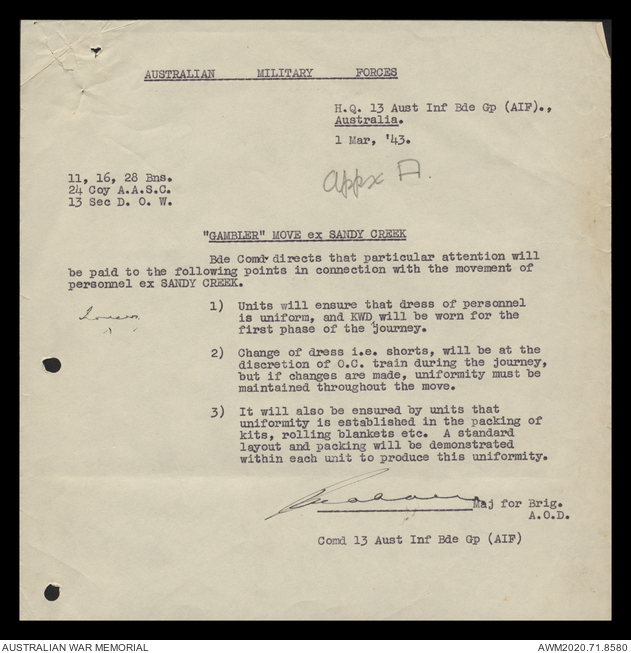 AUSTRALIAN MILITARY FORCES
H.Q. 13 Aust Inf Bde Gp (AIF).,
Australia.
1 Mar, '43.
appx A.
11, 16, 28 Bns.
24 Coy A.A.S.C.
13 Sec D. O. W.
"GAMBLER" MOVE ex SANDY CREEK
Bde Comdr directs that particular attention will
be paid to the following points in connection with the movement of
personnel ex SANDY CREEK.
1) Units will ensure that dress of personnel
is uniform, and KWD will be worn for the
first phase of the journey.
2) Change of dress i.e. shorts, will be at the
discretion of O.C. train during the journey,
but if changes are made, uniformity must be
maintained throughout the move.
3) It will also be ensured by units that
uniformity is established in the packing of
kits, rolling blankets etc. A standard
layout and packing will be demonstrated
within each unit to produce this uniformity.
Maj for Brig.
A.O.D.
Comd 13 Aust Inf Bde Gp (AIF)
AUSTRALIAN WAR MEMORIAL
AWM2020.71.8580